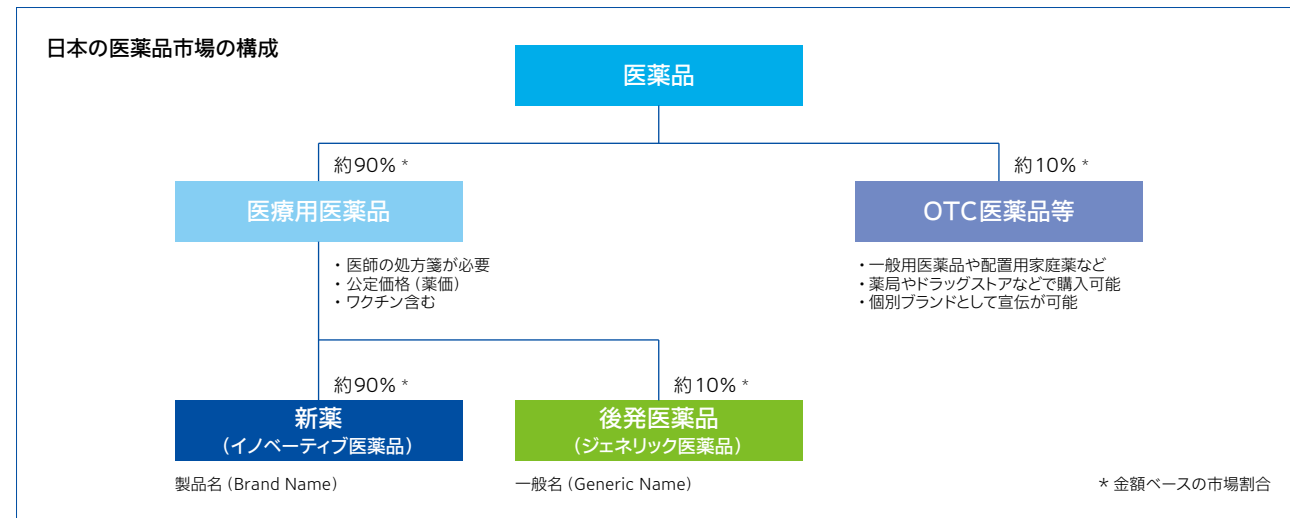 日本の医薬品市場の構成
医薬品
約90% *
約10% *
医療用医薬品
OTC医薬品等
・医師の処方箋が必要
・公定価格(薬価)
・ワクチン含む
・一般用医薬品や配置用家庭薬など
・薬局やドラッグストアなどで購入可能
・個別ブランドとして宣伝が可能
約90% *
約10% *
新薬
(イノベーティブ医薬品)
後発医薬品
(ジェネリック医薬品)
製品名(Brand Name)
一般名(Generic Name)
* 金額ベースの市場割合